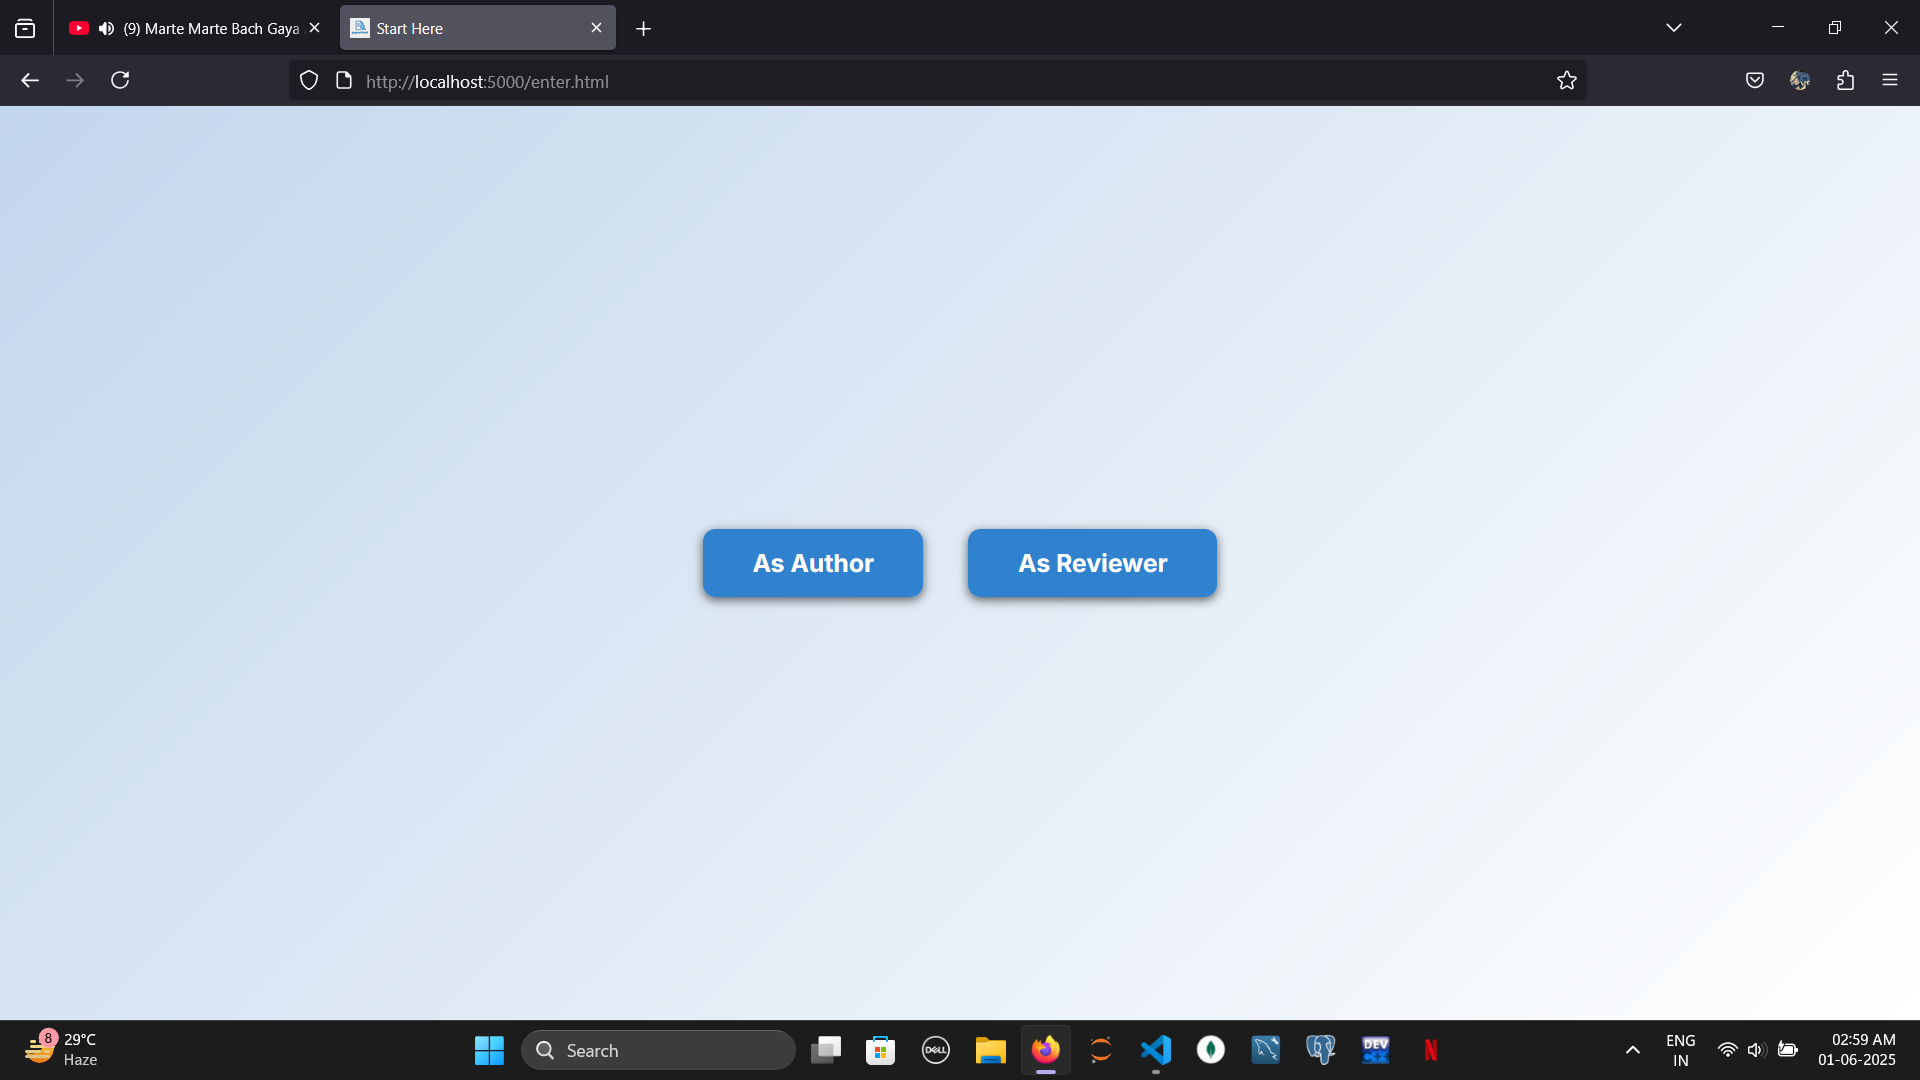 (9) Marte Marte Bach Gaya
Start Here
http://localhost:5000/enter.html
As Author
As Reviewer
8
29°C
Haze
Search
DELL
DEV
C++
N
ENG
IN
02:59 AM
01-06-2025